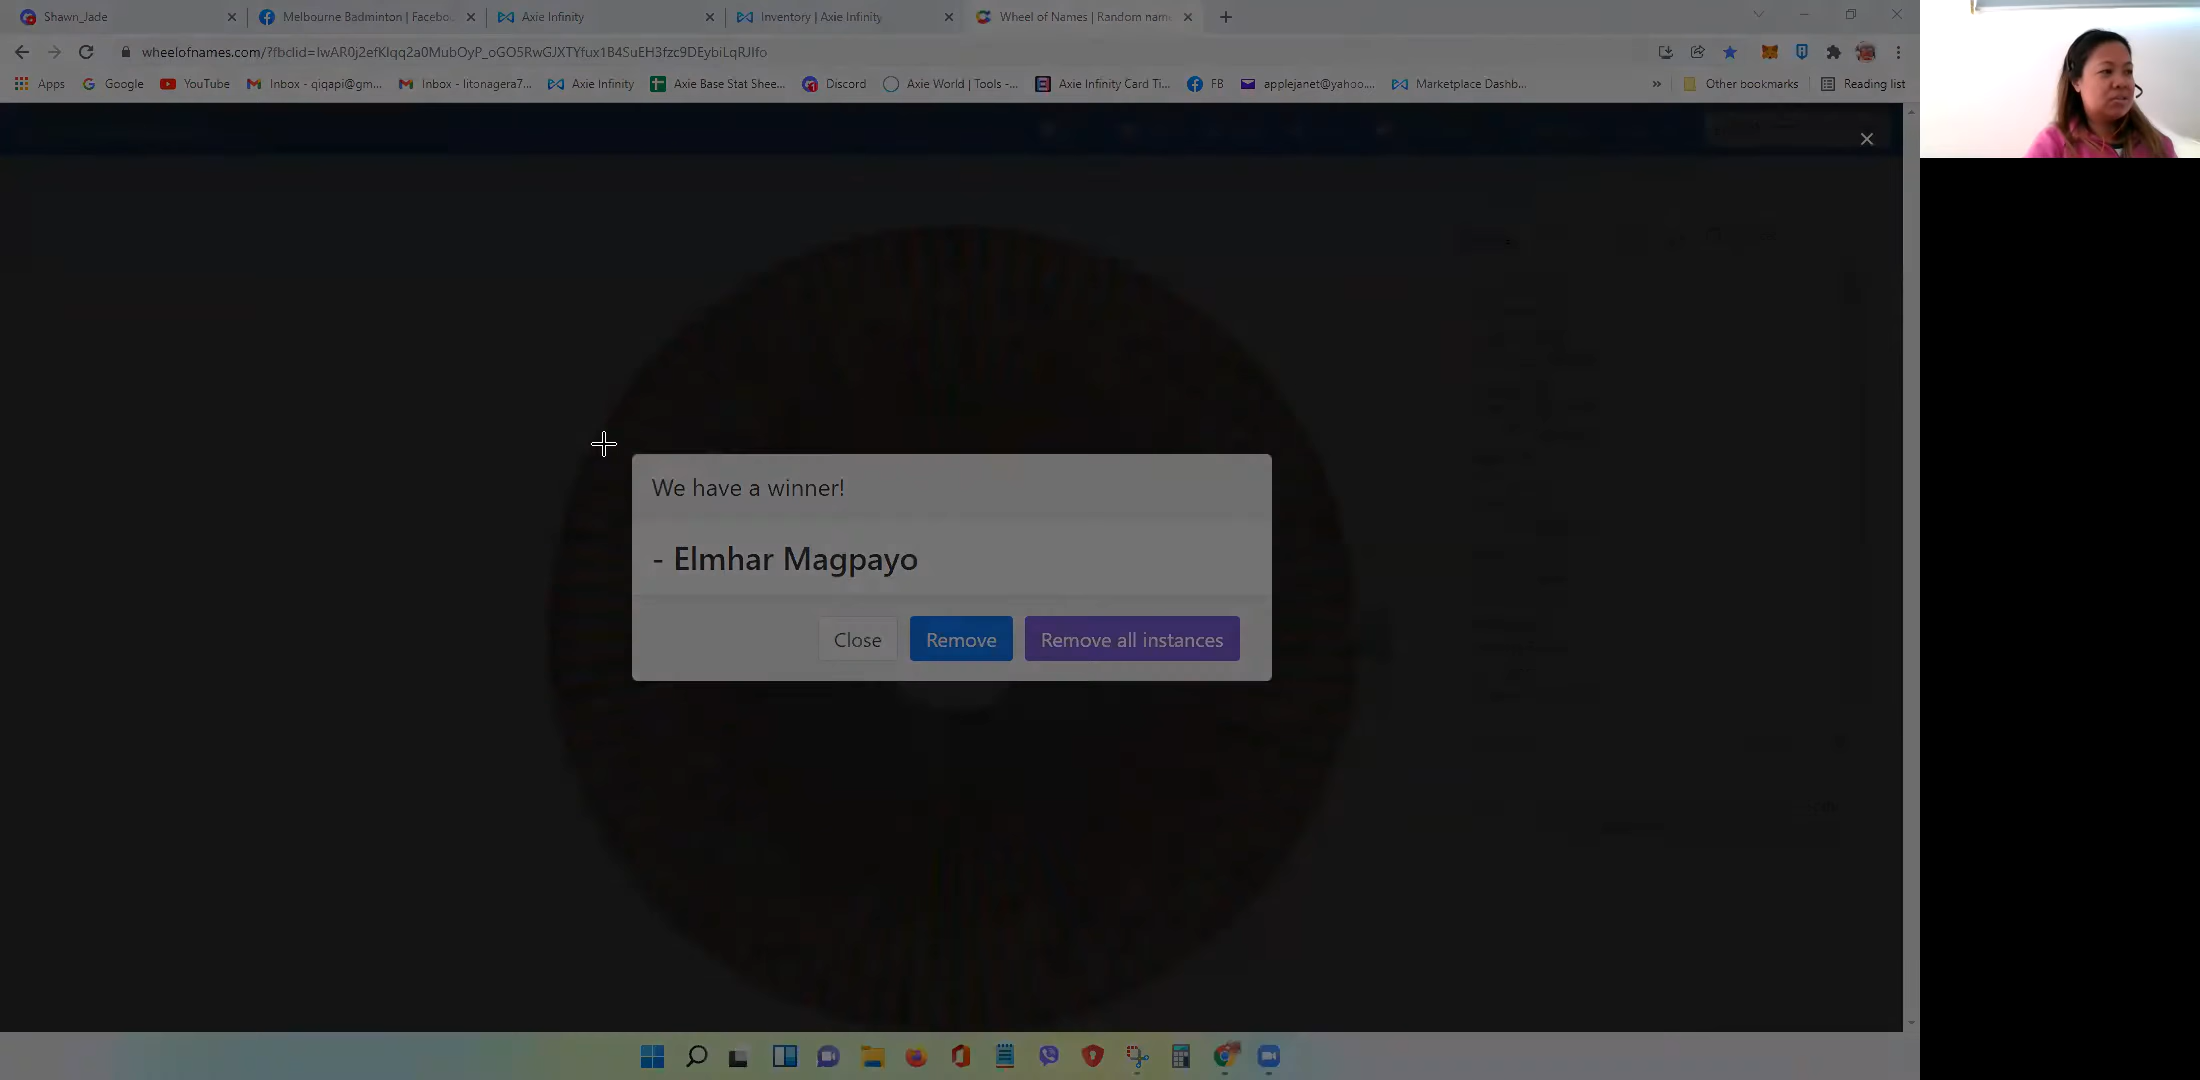 Shawn_Jade
Melbourne Badminton | Facebo
Axie Infinity
Inventory | Axie Infinity
Wheel of Names | Random nam
wheelofnames.com/?fbclid=IwAR0j2efKlqq2a0MubOyP_oGO5RwGJXTYfux1B4SuEH3fzc9DEybiLqRJIfo
Apps
Google
YouTube
Inbox - qiqapi@gm...
Inbox - litonagera7...
Axie Infinity
Axie Base Stat Shee...
Discord
Axie World | Tools -...
Axie Infinity Card Ti...
FB
applejanet@yahoo....
Marketplace Dashb...
»
Other bookmarks
Reading list
We have a winner!
- Elmhar Magpayo
Close
Remove
Remove all instances